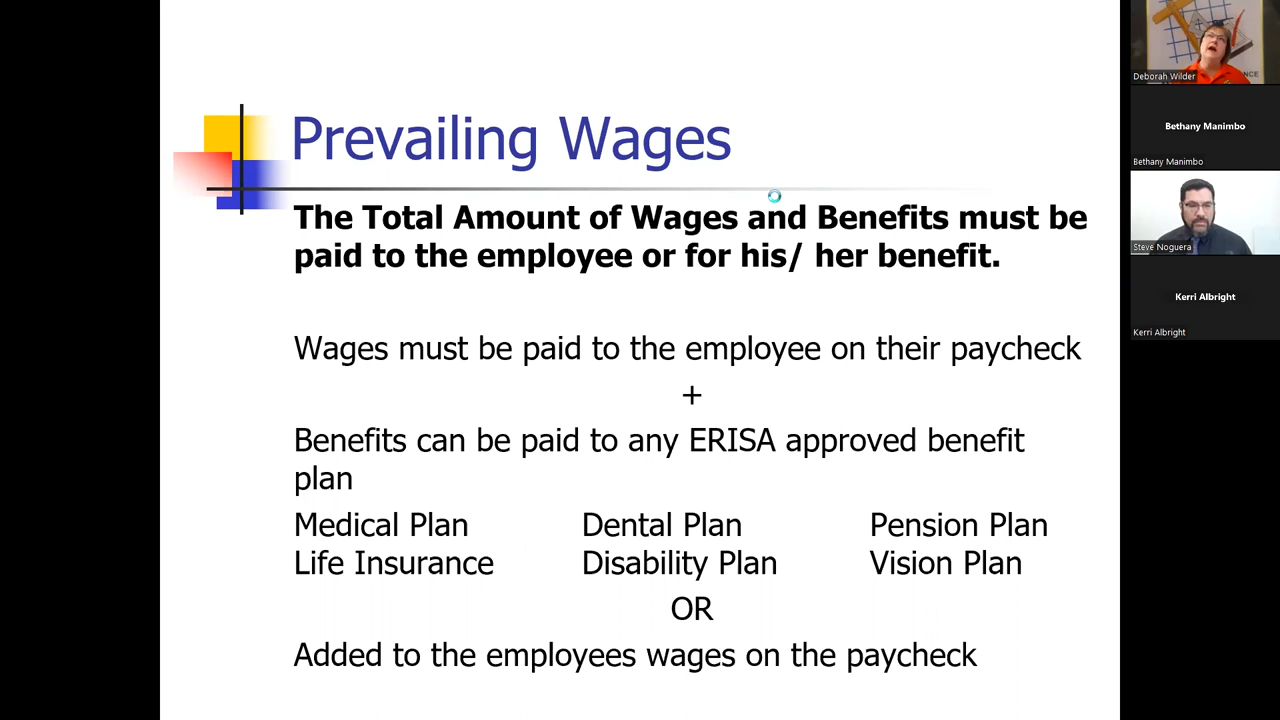 Prevailing Wages
The Total Amount of Wages and Benefits must be
paid to the employee or for his/ her benefit.
Wages must be paid to the employee on their paycheck
+
Benefits can be paid to any ERISA approved benefit
plan
Medical Plan Dental Plan Pension Plan
Life Insurance Disability Plan Vision Plan
OR
Added to the employees wages on the paycheck
ANCE
Deborah Wilder
Bethany Manimbo
Bethany Manimbo
Steve Noguera
Kerri Albright
Kerri Albright